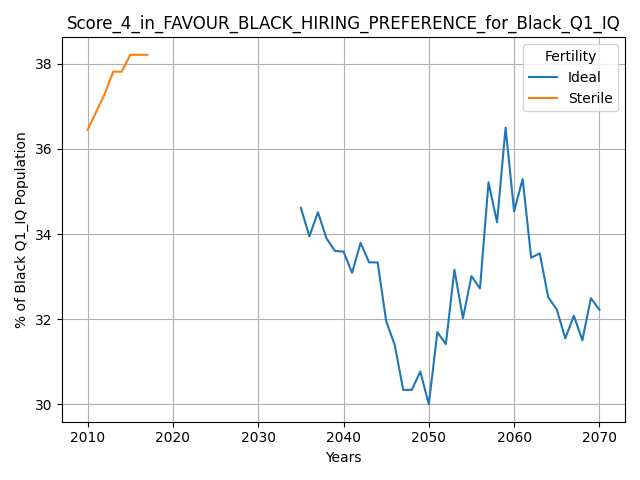 Score_4_in_FAVOUR_BLACK_HIRING_PREFERENCE_for_Black_Q1_IQ
Fertility
Ideal
Sterile
% of Black Q1_IQ Population
38
36
34
32
30
2010 2020 2030 2040 2050 2060 2070
Years